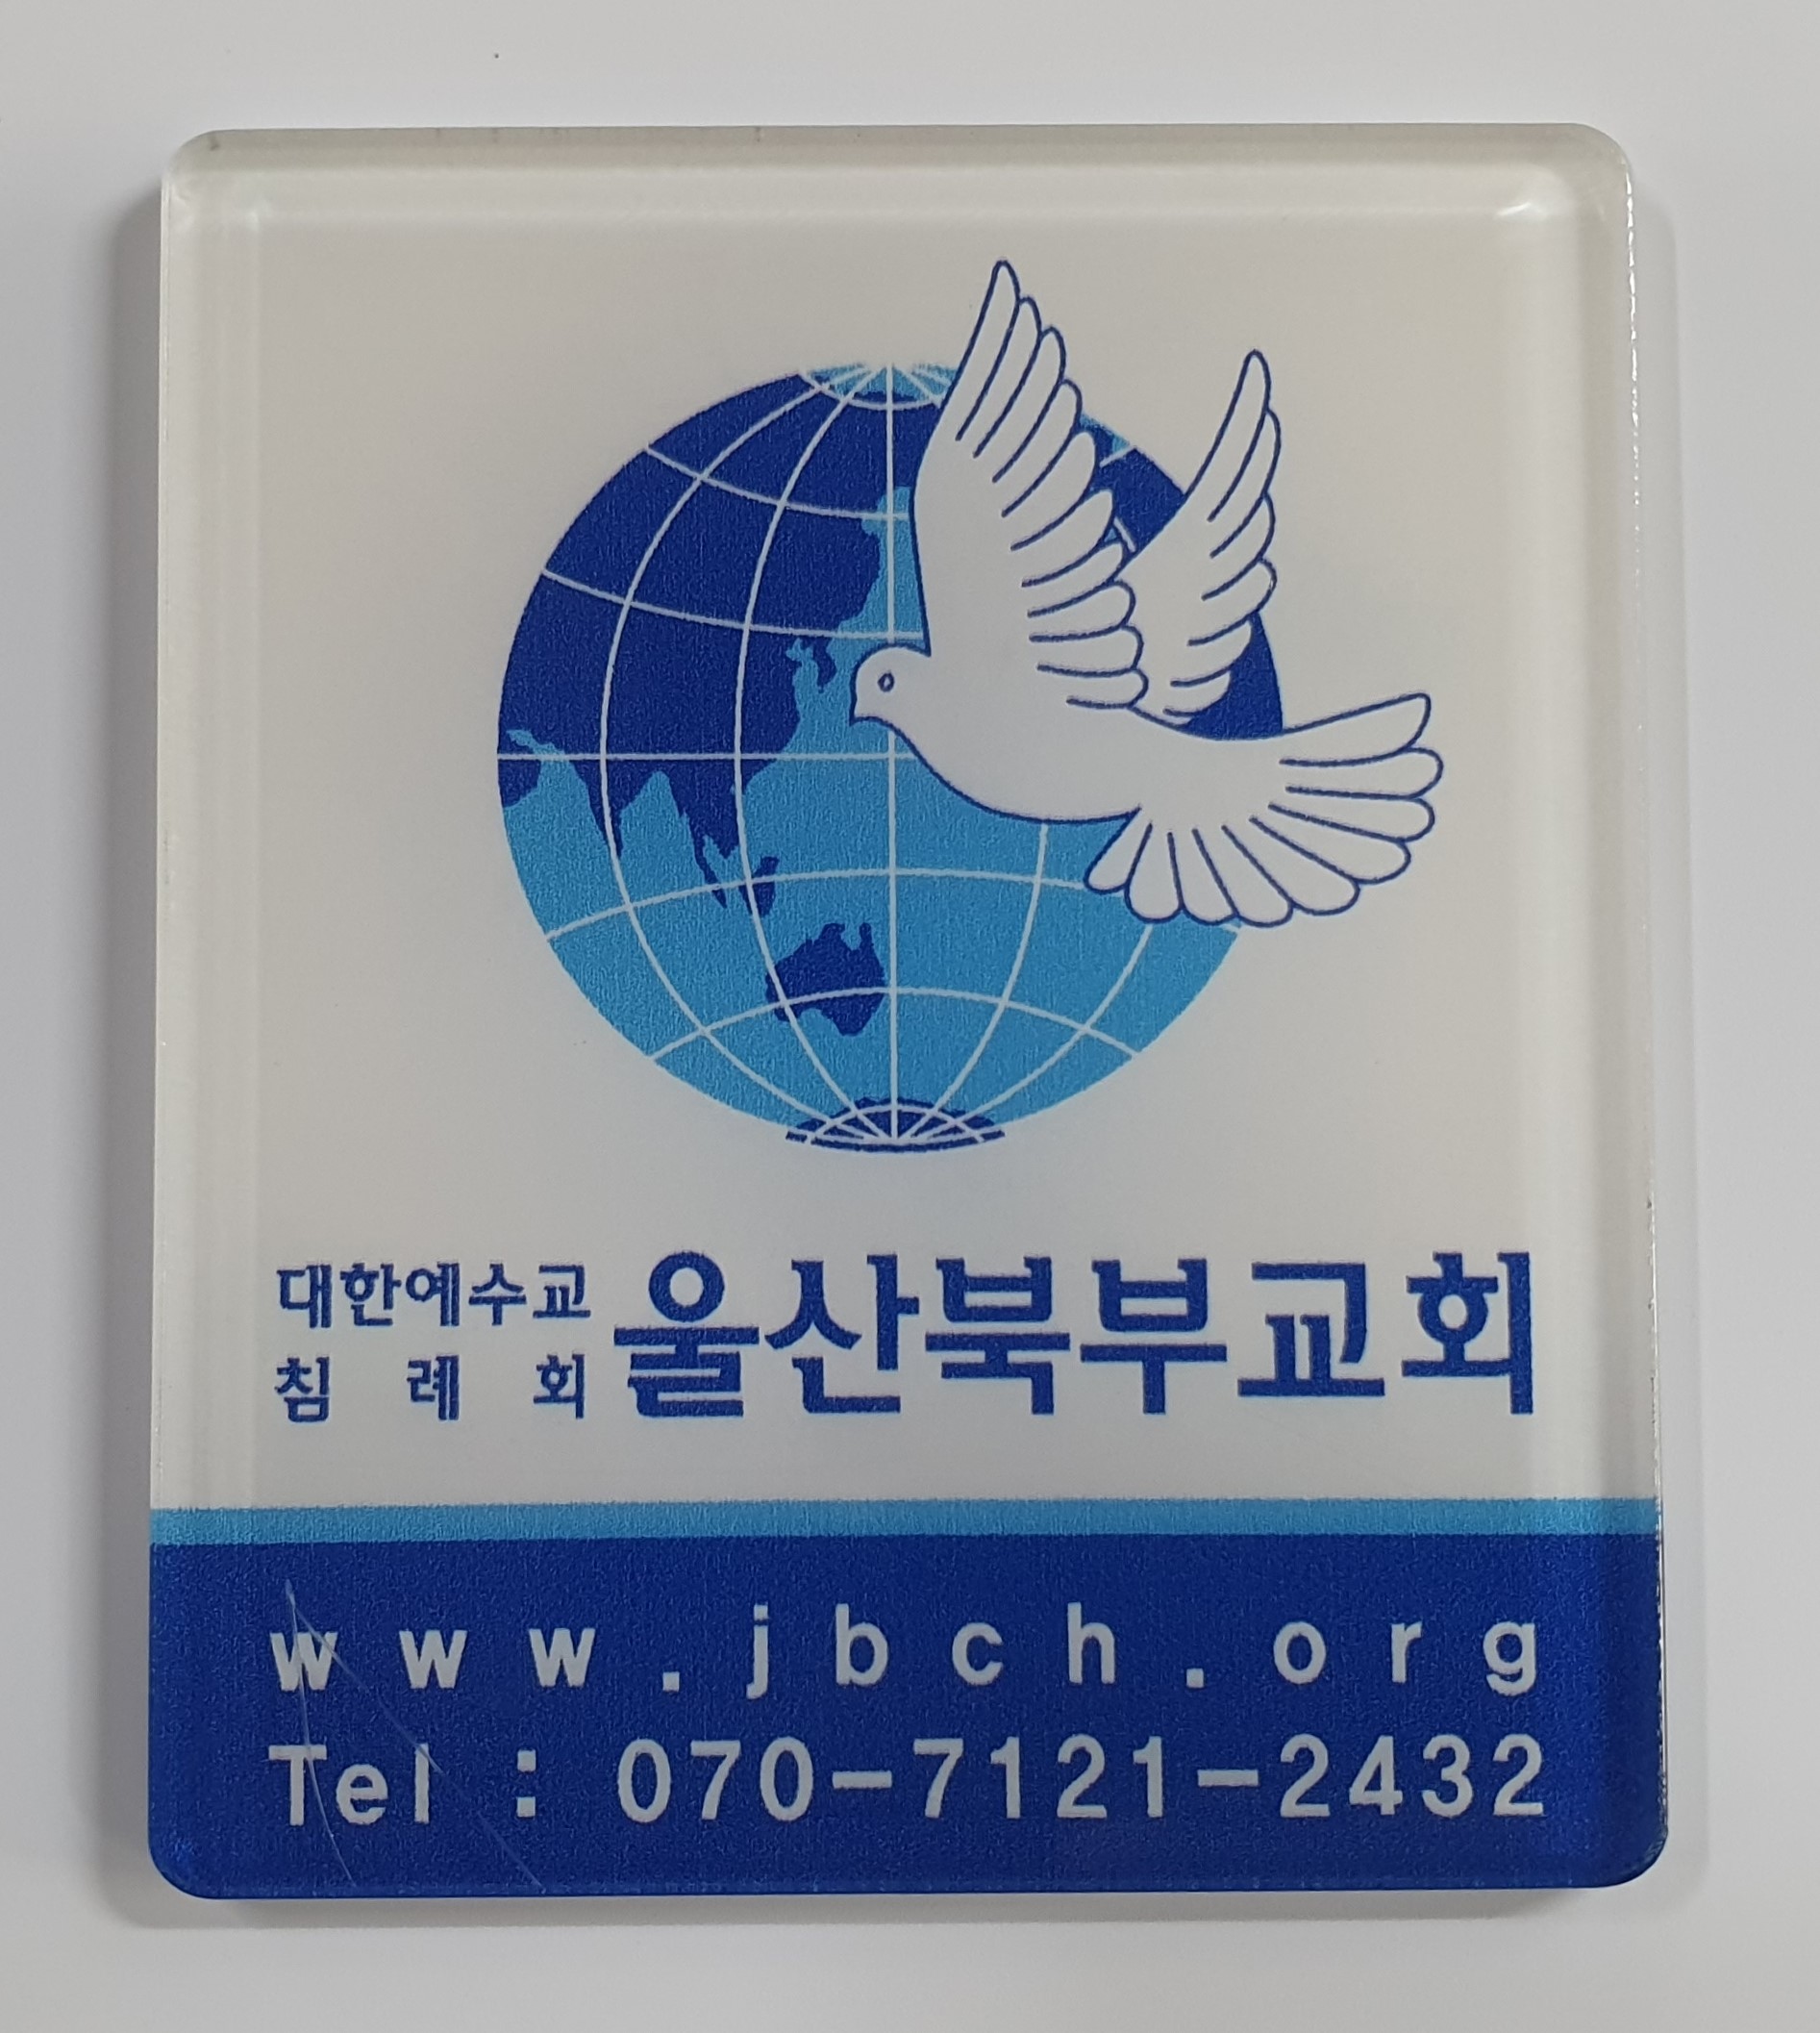 대한예수교
침 례 회
울산북부교회
www.jbch.org
Tel : 070-7121-2432